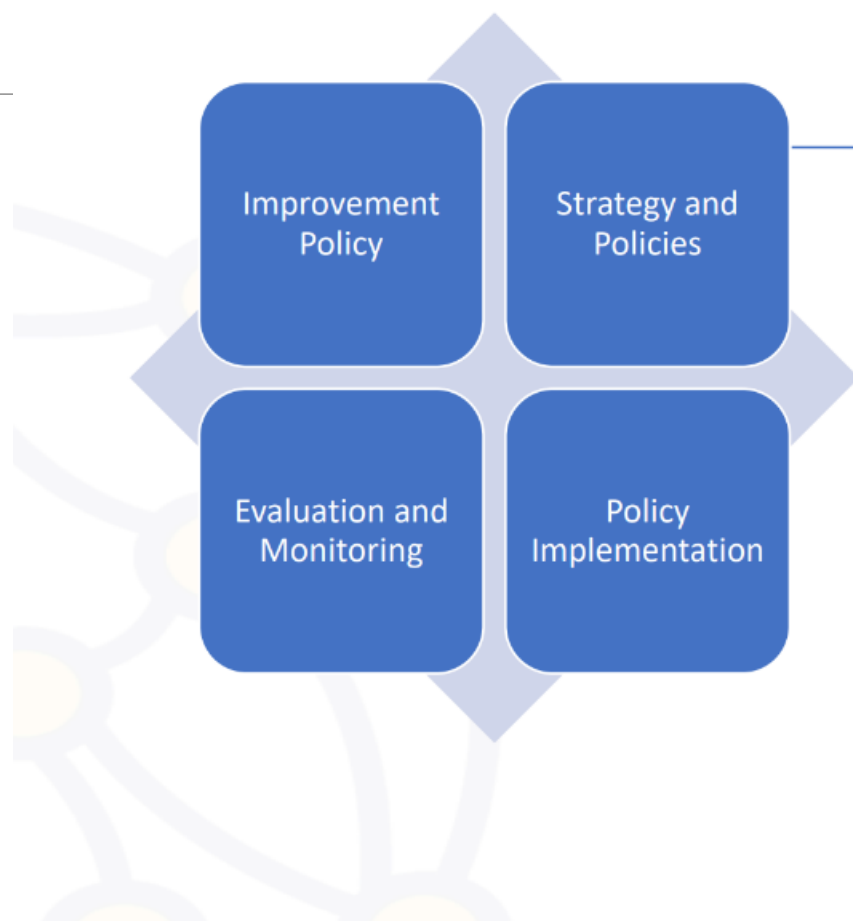 Improvement
Policy
Strategy and
Policies
Evaluation and
Monitoring
Policy
Implementation